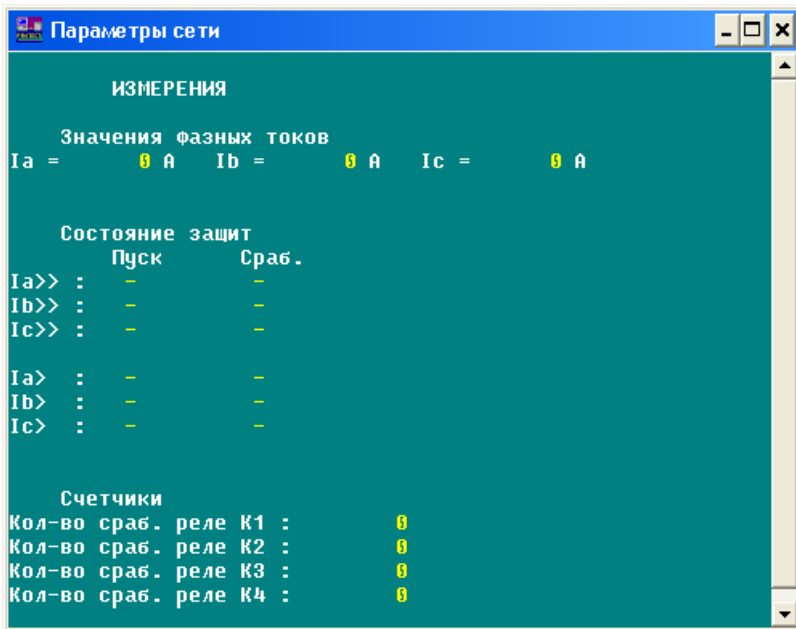 Параметры сети
ИЗМЕРЕНИЯ
Значения фазных токов
Ia = 0 A Ib = 0 A Ic = 0 A
Состояние защит
Пуск Сраб.
Ia>> : - -
Ib>> : - -
Ic>> : - -
Ia> : - -
Ib> : - -
Ic> : - -
Счетчики
Кол-во сраб. реле К1 : 0
Кол-во сраб. реле К2 : 0
Кол-во сраб. реле К3 : 0
Кол-во сраб. реле К4 : 0